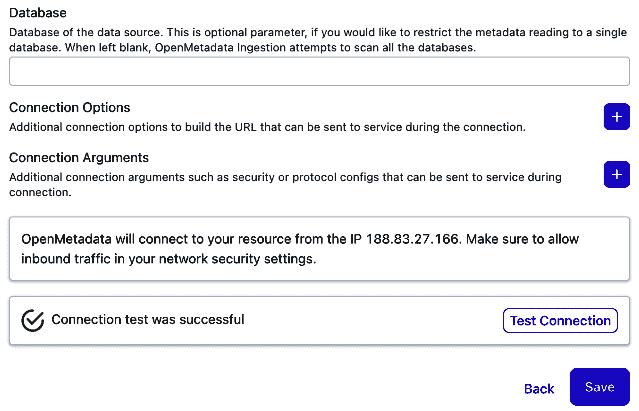 Database
Database of the data source. This is optional parameter, if you would like to restrict the metadata reading to a single
database. When left blank, OpenMetadata Ingestion attempts to scan all the databases.
Connection Options
Additional connection options to build the URL that can be sent to service during the connection.
+
Connection Arguments
Additional connection arguments such as security or protocol configs that can be sent to service during
connection.
+
OpenMetadata will connect to your resource from the IP 188.83.27.166. Make sure to allow
inbound traffic in your network security settings.
Connection test was successful
Test Connection
Back
Save